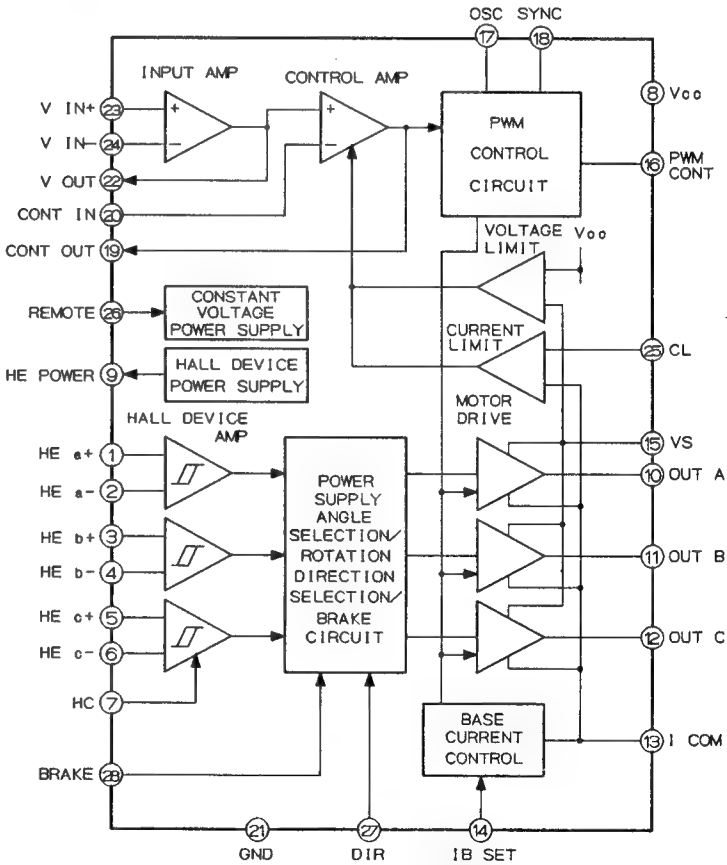 OSC SYNC
17 18
INPUT AMP
CONTROL AMP
8 Vcc
V IN+ 23
+
+
PWM
CONTROL
CIRCUIT
V IN- 24
−
−
16 PWM
CONT
V OUT 22
CONT IN 20
CONT OUT 19
VOLTAGE
LIMIT
Vcc
REMOTE 26
CONSTANT
VOLTAGE
POWER SUPPLY
CURRENT
LIMIT
25 CL
HE POWER 9
HALL DEVICE
POWER SUPPLY
HALL DEVICE
AMP
MOTOR
DRIVE
15 VS
HE a+ 1
HE a- 2
10 OUT A
POWER
SUPPLY
ANGLE
SELECTION/
ROTATION
DIRECTION
SELECTION/
BRAKE
CIRCUIT
HE b+ 3
HE b- 4
11 OUT B
HE c+ 5
HE c- 6
12 OUT C
HC 7
BASE
CURRENT
CONTROL
13 I COM
BRAKE 28
21 27 14
GND DIR IB SET